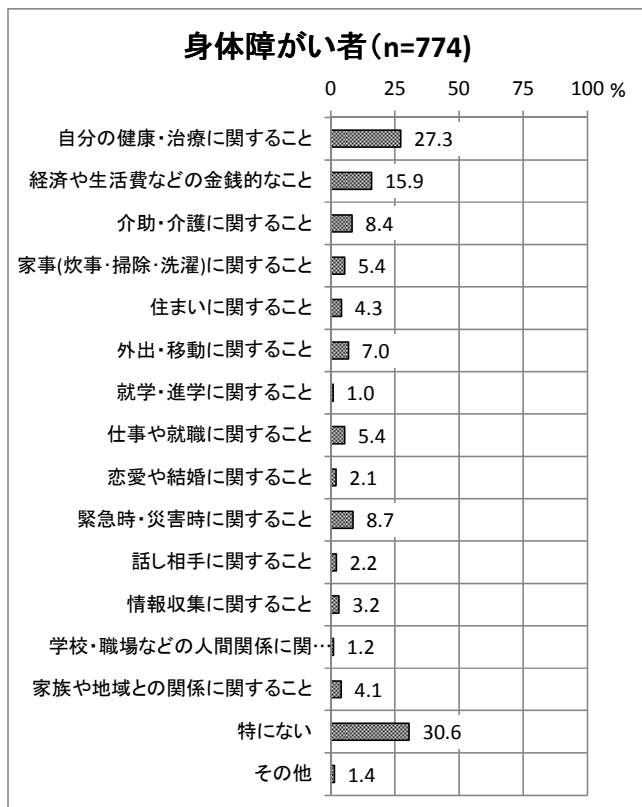 身体障がい者(n=774)
0 25 50 75 100 %
自分の健康・治療に関すること 27.3
経済や生活費などの金銭的なこと 15.9
介助・介護に関すること 8.4
家事(炊事・掃除・洗濯)に関すること 5.4
住まいに関すること 4.3
外出・移動に関すること 7.0
就学・進学に関すること 1.0
仕事や就職に関すること 5.4
恋愛や結婚に関すること 2.1
緊急時・災害時に関すること 8.7
話し相手に関すること 2.2
情報収集に関すること 3.2
学校・職場などの人間関係に関… 1.2
家族や地域との関係に関すること 4.1
特にない 30.6
その他 1.4